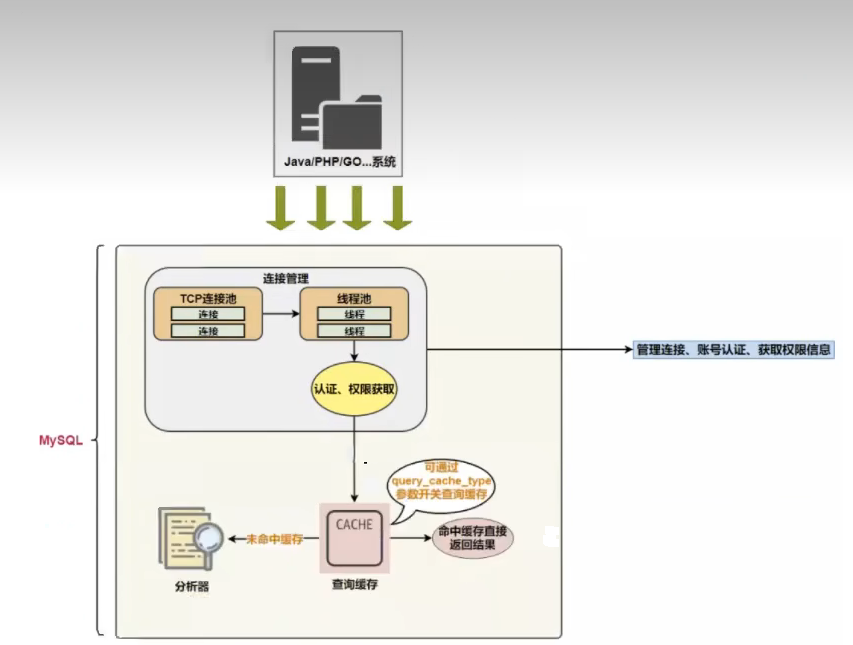 Java/PHP/GO...系统
连接管理
TCP连接池
连接
连接
线程池
线程
线程
认证、权限获取
管理连接、账号认证、获取权限信息
MySQL
可通过
query_cache_type
参数开关查询缓存
CACHE
查询缓存
未命中缓存
分析器
命中缓存直接
返回结果